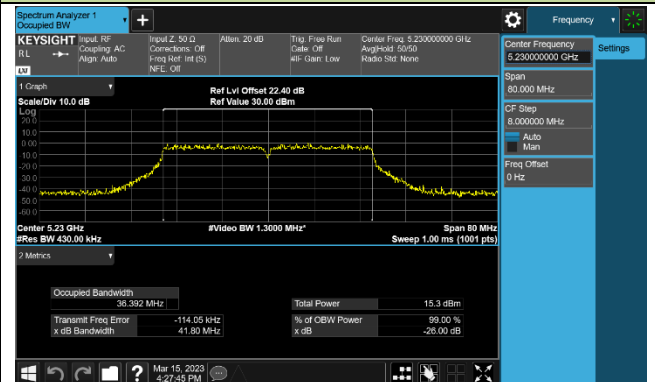 Spectrum Analyzer 1
Occupied BW
Frequency
KEYSIGHT
RL
LXI
Input: RF
Coupling: AC
Align: Auto
Input Z: 50 Ω
Corrections: Off
Freq Ref: Int (S)
NFE: Off
Atten: 20 dB
Trig: Free Run
Gate: Off
#IF Gain: Low
Center Freq: 5.230000000 GHz
Avg|Hold: 50/50
Radio Std: None
Center Frequency
5.230000000 GHz
Settings
Span
80.000 MHz
CF Step
8.000000 MHz
Auto
Man
Freq Offset
0 Hz
1 Graph
Scale/Div 10.0 dB
Ref Lvl Offset 22.40 dB
Ref Value 30.00 dBm
Log
20.0
10.0
0.00
-10.0
-20.0
-30.0
-40.0
-50.0
-60.0
Center 5.23 GHz
#Video BW 1.3000 MHz*
Span 80 MHz
#Res BW 430.00 kHz
Sweep 1.00 ms (1001 pts)
2 Metrics
Occupied Bandwidth
36.392 MHz
Total Power
15.3 dBm
Transmit Freq Error
-114.05 kHz
% of OBW Power
99.00 %
x dB Bandwidth
41.80 MHz
x dB
-26.00 dB
?
Mar 15, 2023
4:27:45 PM